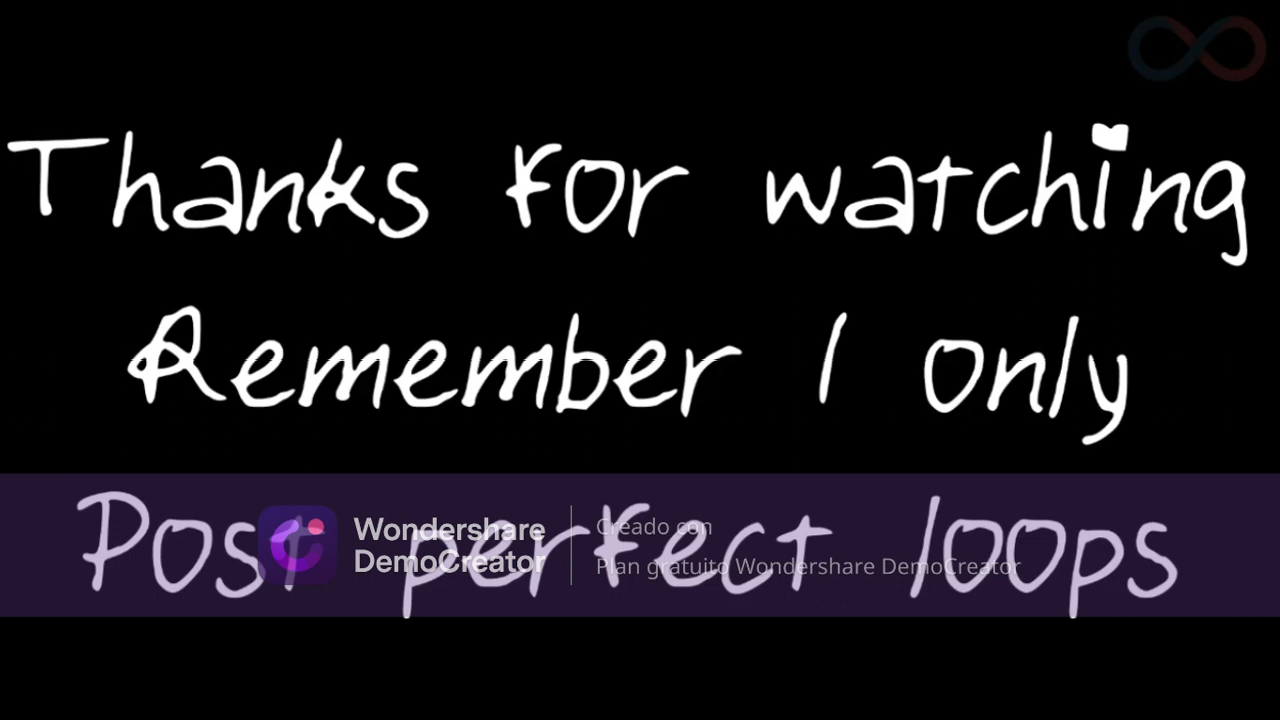 Thanks for watching
Remember I only
Post perfect loops
Wondershare
DemoCreator
Creado con
Plan gratuito Wondershare DemoCreator